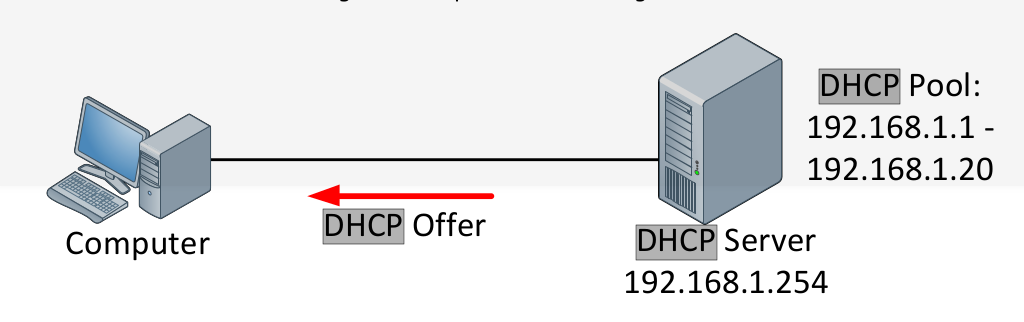 DHCP Pool:
192.168.1.1 -
192.168.1.20
DHCP Offer
Computer
DHCP Server
192.168.1.254